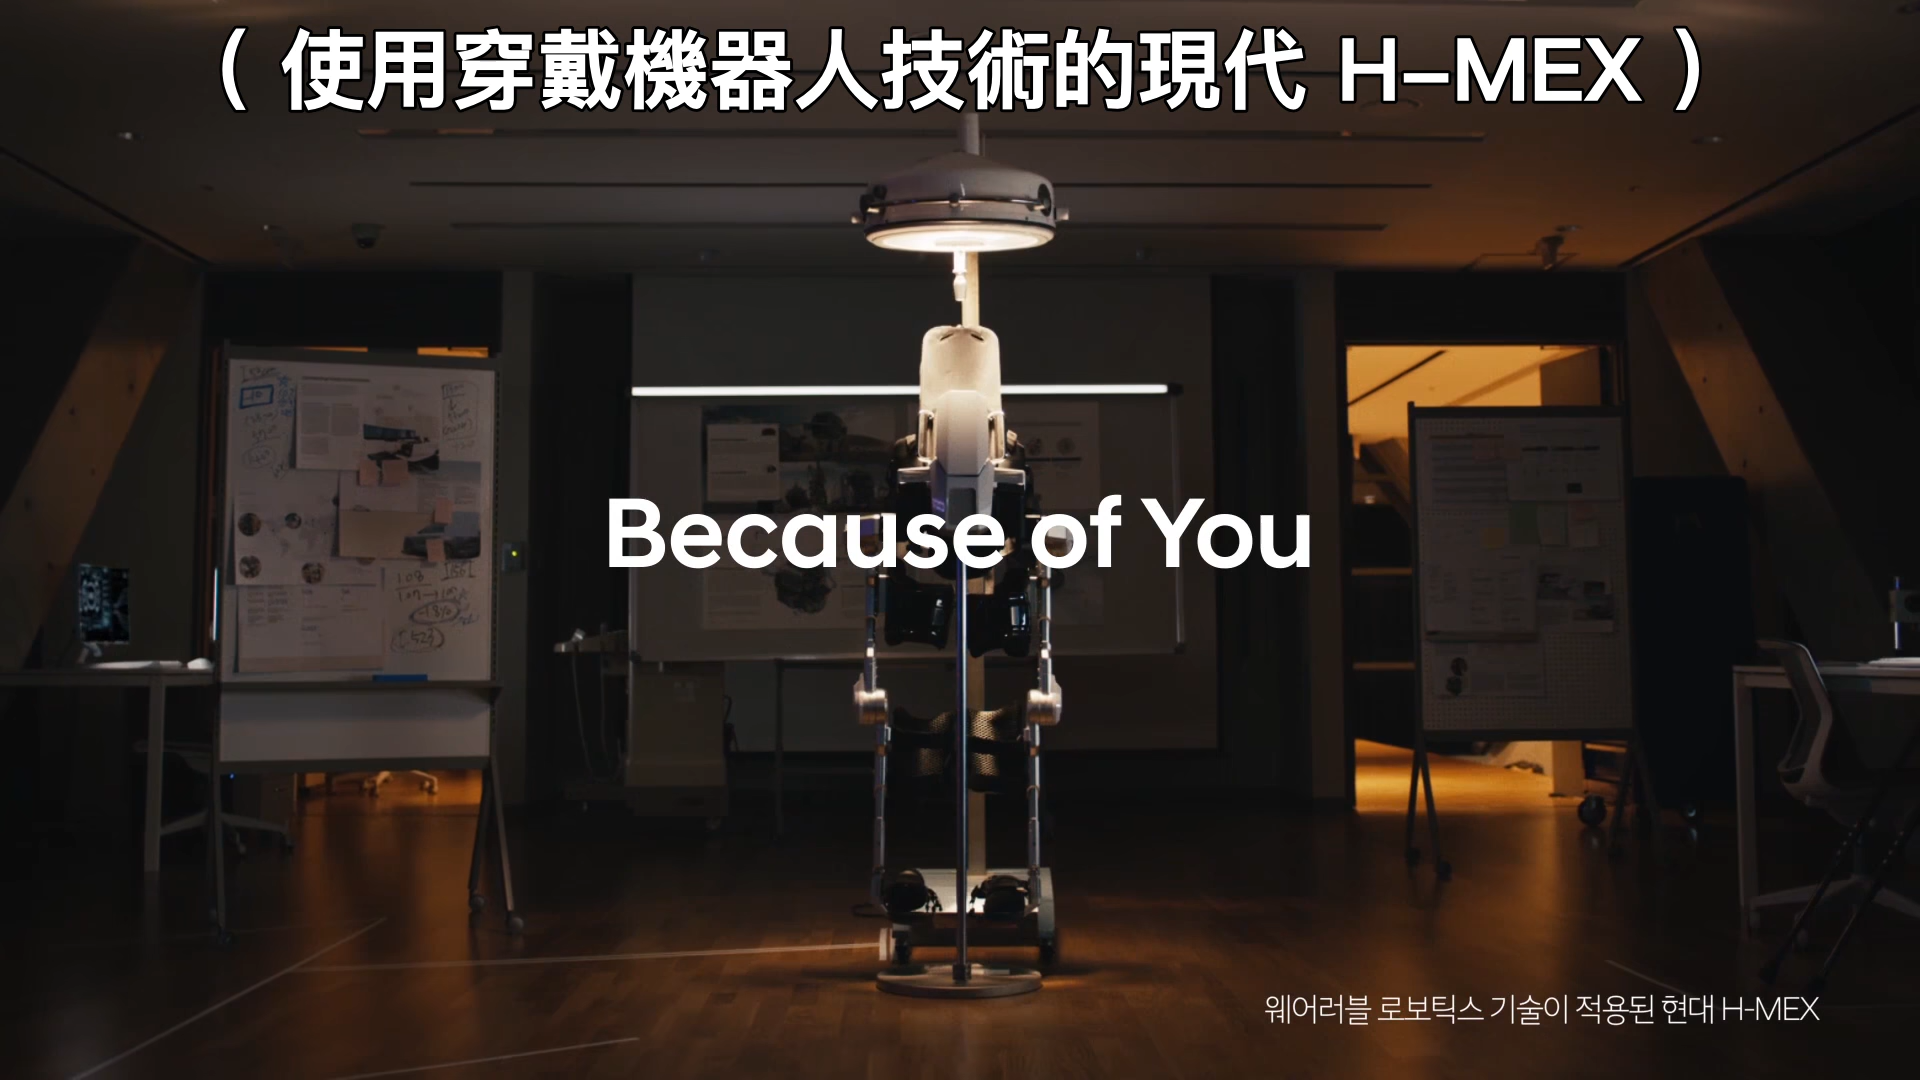 （ 使用穿戴機器人技術的現代 H–MEX ）
Because of You
웨어러블 로보틱스 기술이 적용된 현대 H-MEX